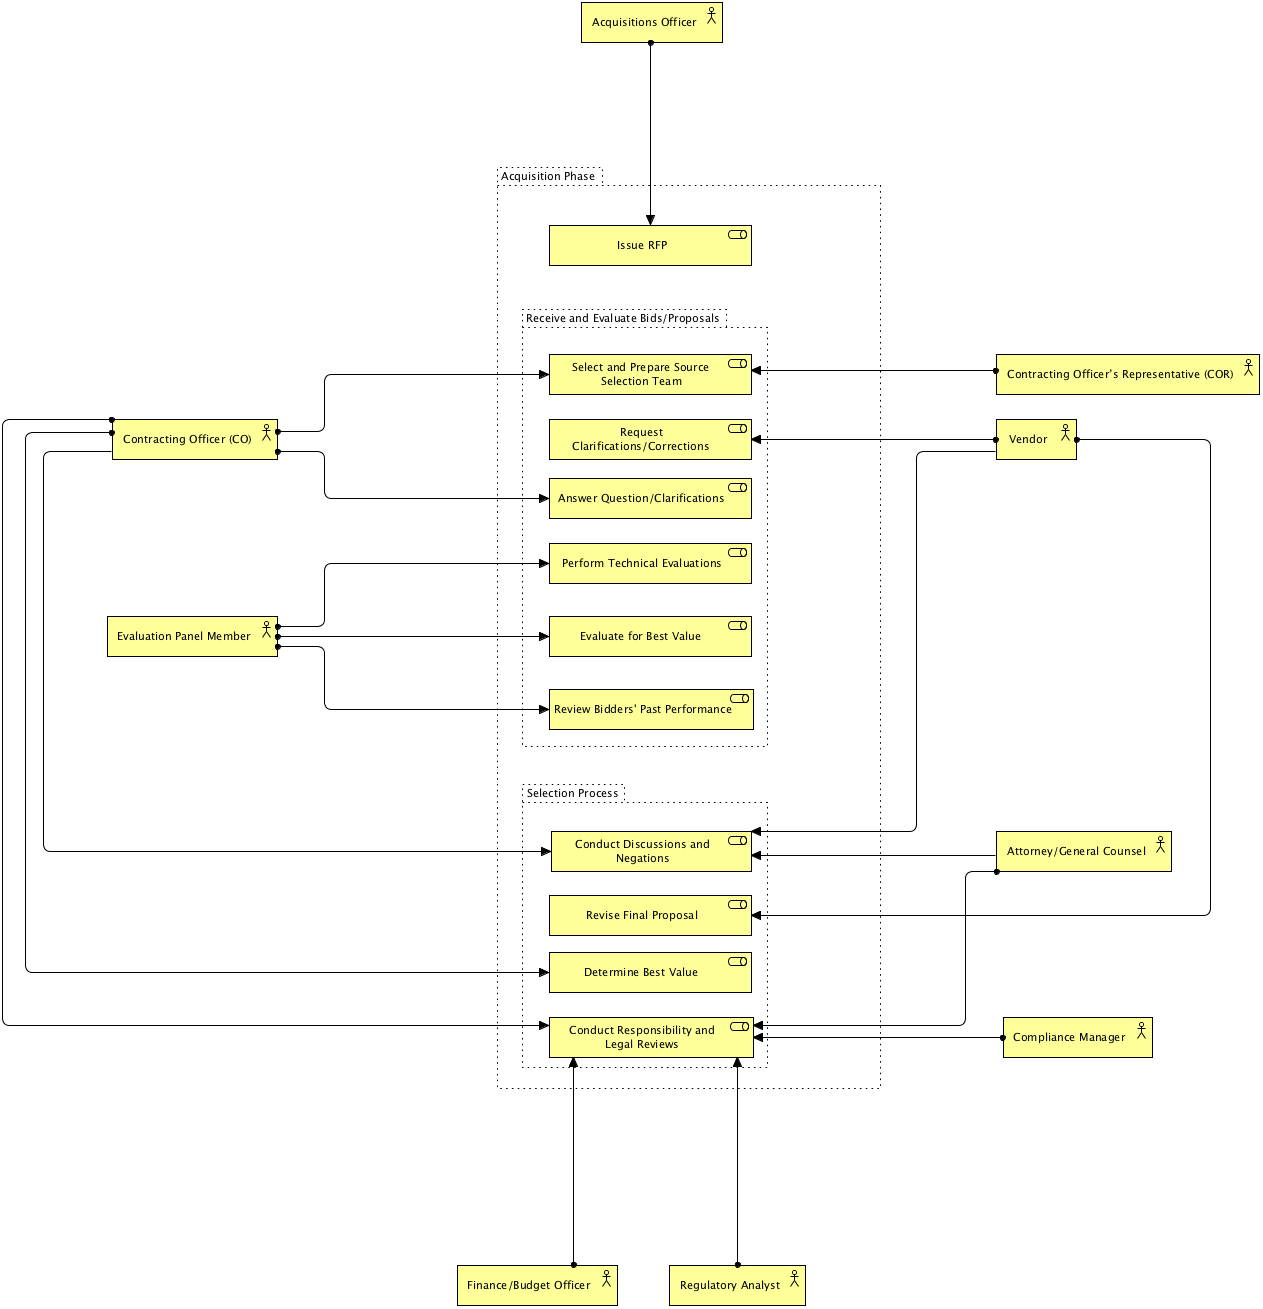 Acquisitions Officer
Acquisition Phase
Issue RFP
Receive and Evaluate Bids/Proposals
Select and Prepare Source
Selection Team
Contracting Officer's Representative (COR)
Contracting Officer (CO)
Request
Clarifications/Corrections
Vendor
Answer Question/Clarifications
Perform Technical Evaluations
Evaluation Panel Member
Evaluate for Best Value
Review Bidders' Past Performance
Selection Process
Conduct Discussions and
Negations
Attorney/General Counsel
Revise Final Proposal
Determine Best Value
Conduct Responsibility and
Legal Reviews
Compliance Manager
Finance/Budget Officer
Regulatory Analyst